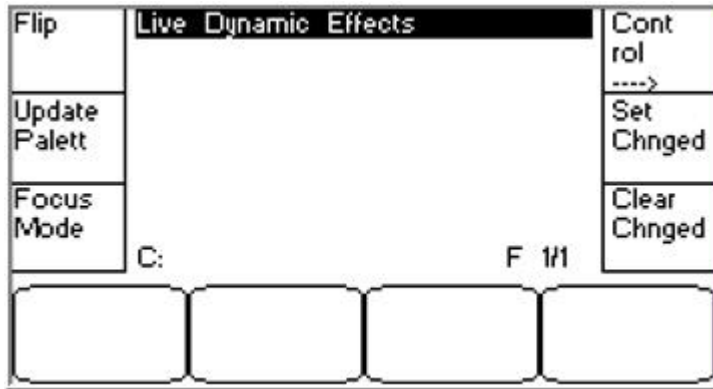 Flip
Live Dynamic Effects
Cont
rol
---->
Update
Palett
Set
Chnged
Focus
Mode
Clear
Chnged
C:
F 1/1